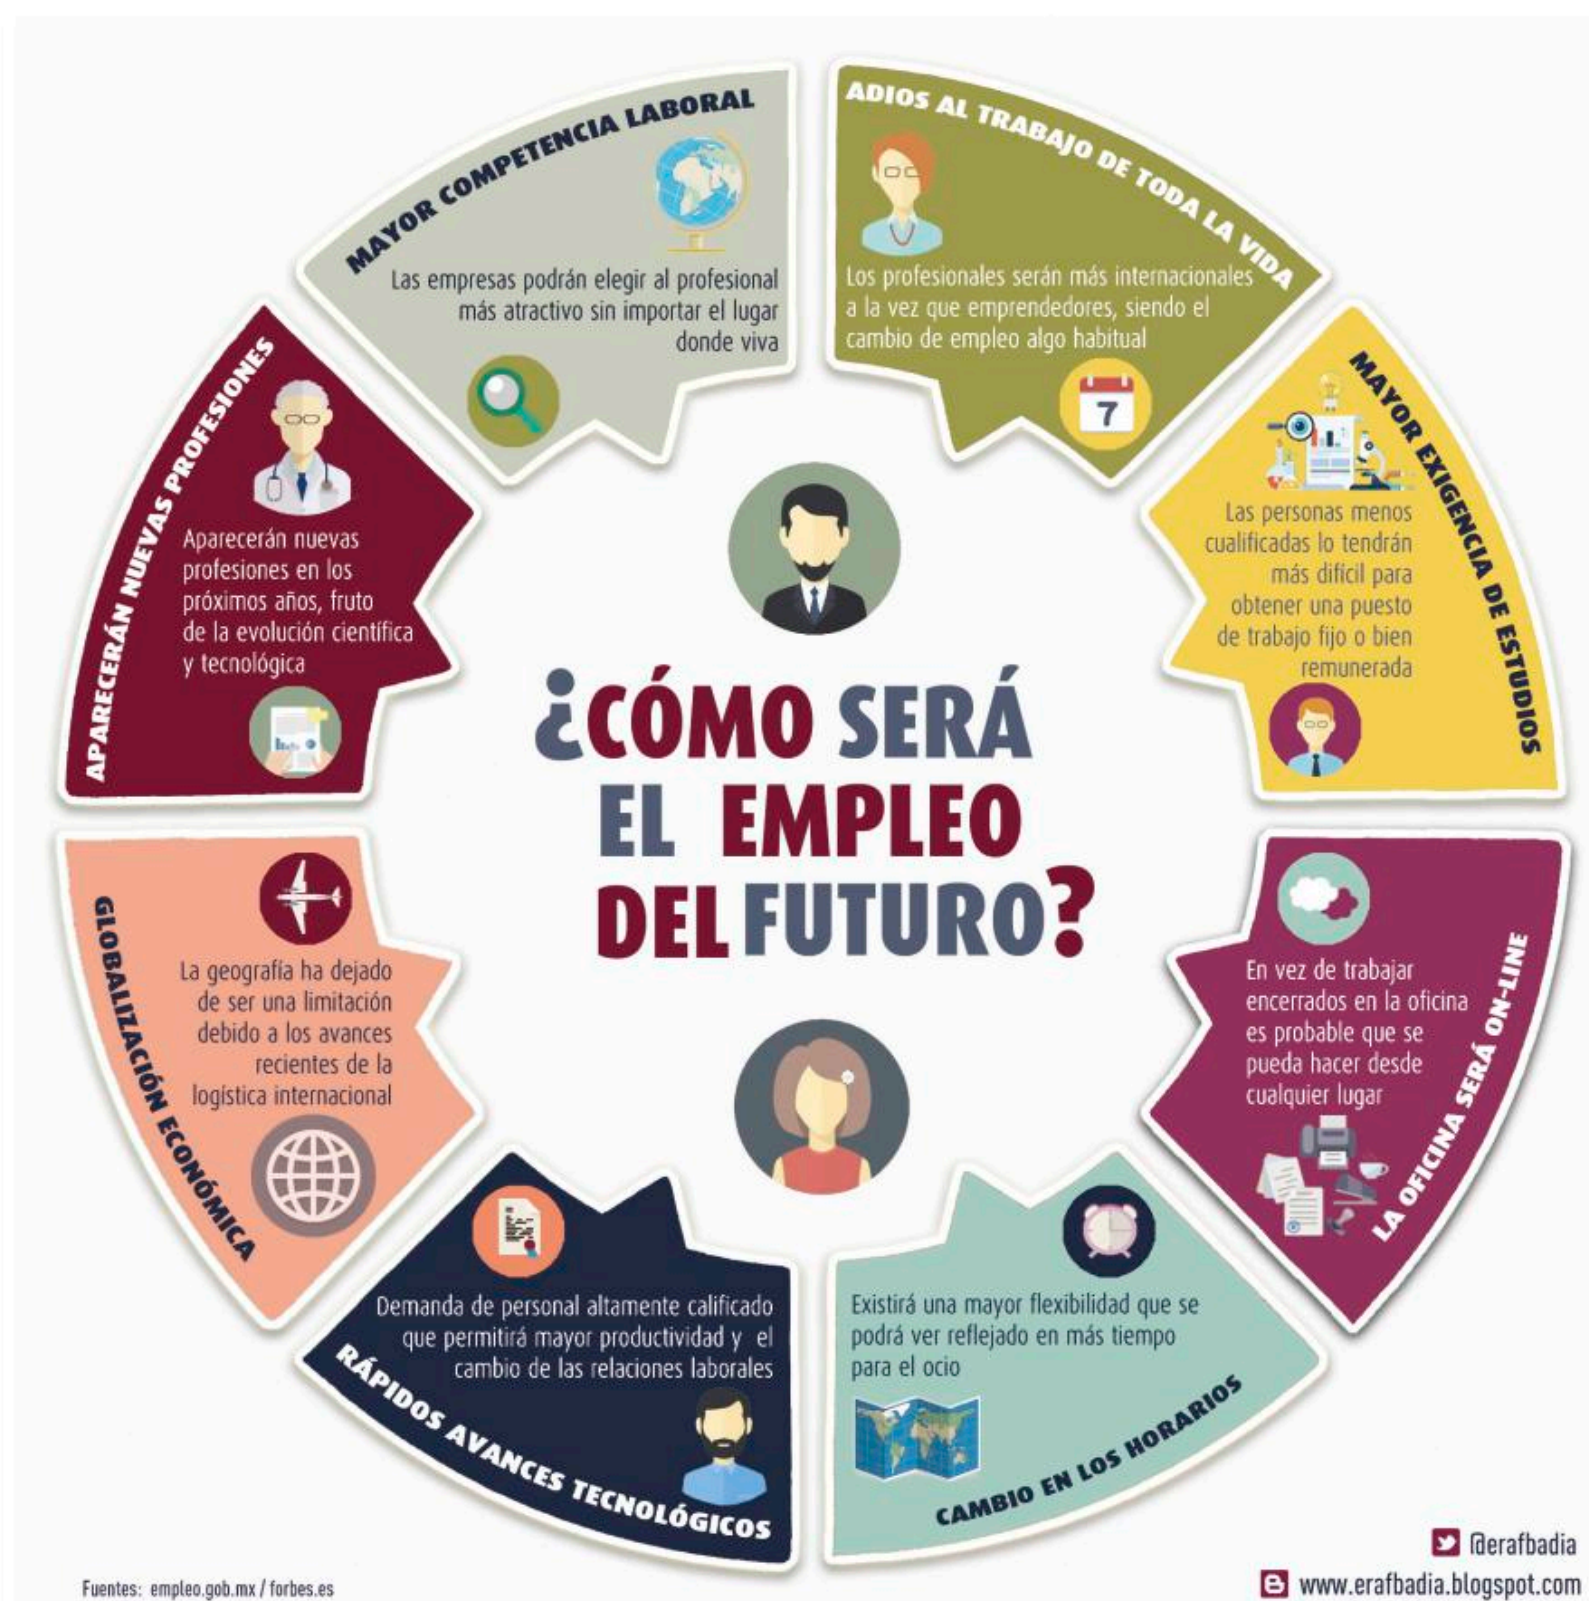 MAYOR COMPETENCIA LABORAL
Las empresas podrán elegir al profesional
más atractivo sin importar el lugar
donde viva
ADIOS AL TRABAJO DE TODA LA VIDA
Los profesionales serán más internacionales
a la vez que emprendedores, siendo el
cambio de empleo algo habitual
7
MAYOR EXIGENCIA DE ESTUDIOS
Las personas menos
cualificadas lo tendrán
más difícil para
obtener una puesto
de trabajo fijo o bien
remunerada
LA OFICINA SERÁ ON-LINE
En vez de trabajar
encerrados en la oficina
es probable que se
pueda hacer desde
cualquier lugar
Existirá una mayor flexibilidad que se
podrá ver reflejado en más tiempo
para el ocio
CAMBIO EN LOS HORARIOS
Demanda de personal altamente calificado
que permitirá mayor productividad y el
cambio de las relaciones laborales
RÁPIDOS AVANCES TECNOLÓGICOS
GLOBALIZACIÓN ECONÓMICA
La geografía ha dejado
de ser una limitación
debido a los avances
recientes de la
logística internacional
APARECERÁN NUEVAS PROFESIONES
Aparecerán nuevas
profesiones en los
próximos años, fruto
de la evolución científica
y tecnológica
¿CÓMO SERÁ
EL EMPLEO
DEL FUTURO?
Fuentes: empleo.gob.mx / forbes.es
@erafbadia
www.erafbadia.blogspot.com